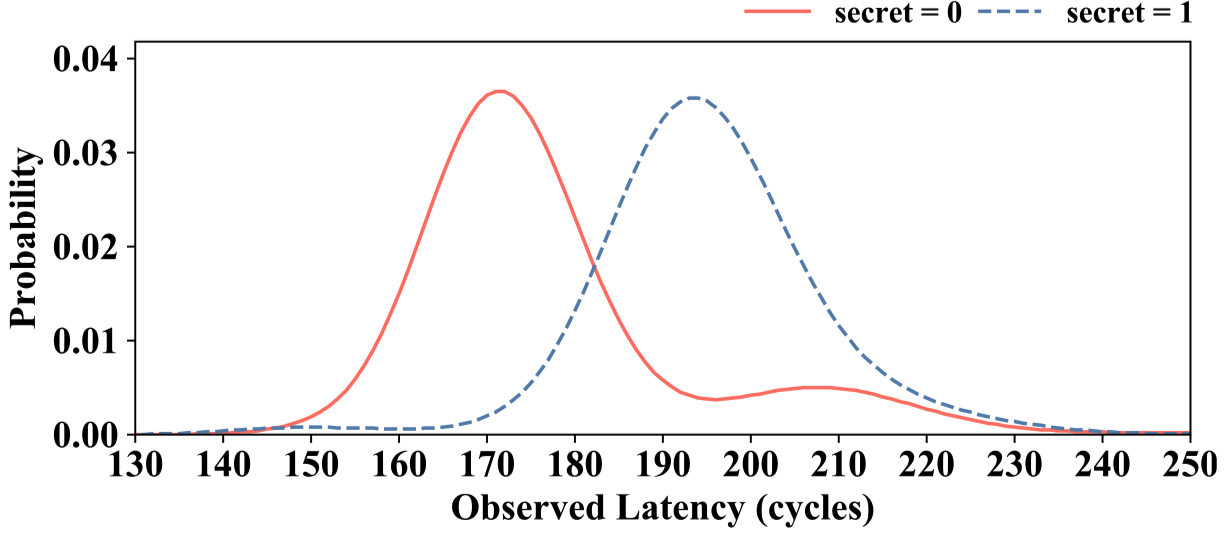 secret = 0 secret = 1
0.04
0.03
0.02
0.01
0.00
Probability
130 140 150 160 170 180 190 200 210 220 230 240 250
Observed Latency (cycles)